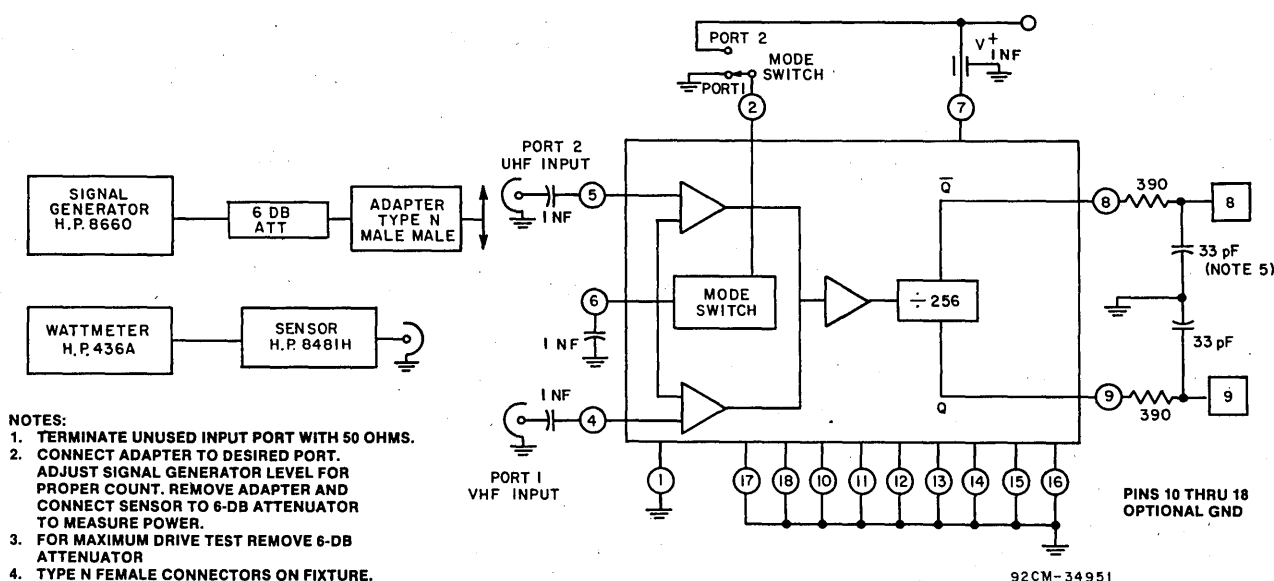 PORT 2
MODE
SWITCH
PORT1
V+
1NF
2
7
PORT 2
UHF INPUT
SIGNAL
GENERATOR
H.P. 8660
6 DB
ATT
ADAPTER
TYPE N
MALE MALE
1 NF
5
Q
8
390
8
33 pF
(NOTE 5)
6
MODE
SWITCH
÷ 256
WATTMETER
H.P. 436A
SENSOR
H.P. 8481H
1 NF
33 pF
1 NF
4
Q
9
390
9
PORT 1
VHF INPUT
1
17
18
10
11
12
13
14
15
16
PINS 10 THRU 18
OPTIONAL GND
NOTES:
1. TERMINATE UNUSED INPUT PORT WITH 50 OHMS.
2. CONNECT ADAPTER TO DESIRED PORT.
ADJUST SIGNAL GENERATOR LEVEL FOR
PROPER COUNT. REMOVE ADAPTER AND
CONNECT SENSOR TO 6-DB ATTENUATOR
TO MEASURE POWER.
3. FOR MAXIMUM DRIVE TEST REMOVE 6-DB
ATTENUATOR
4. TYPE N FEMALE CONNECTORS ON FIXTURE.
92CM-34951